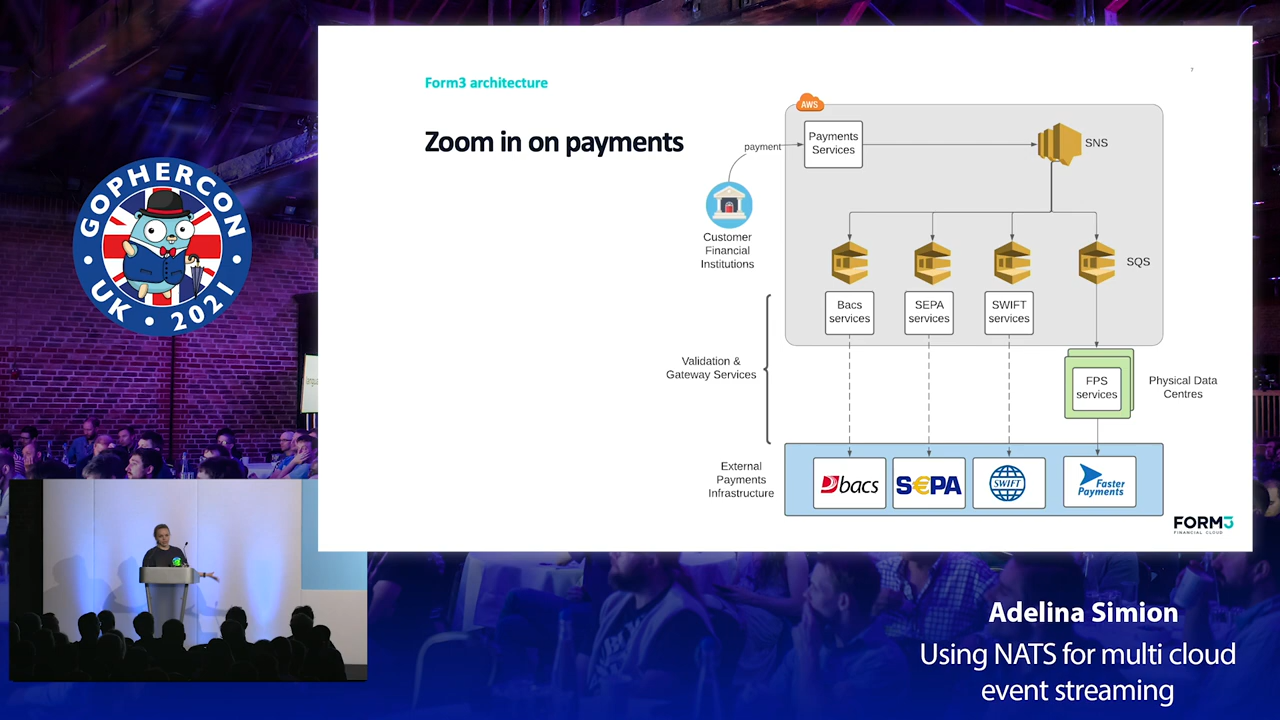 Form3 architecture
Zoom in on payments
7
AWS
Payments
Services
payment
SNS
Customer
Financial
Institutions
SQS
Bacs
services
SEPA
services
SWIFT
services
Validation &
Gateway Services
FPS
services
Physical Data
Centres
External
Payments
Infrastructure
bacs
S€PA
SWIFT
Faster
Payments
FORM3
FINANCIAL CLOUD
GOPHERCON
UK • 2021
Adelina Simion
Using NATS for multi cloud
event streaming